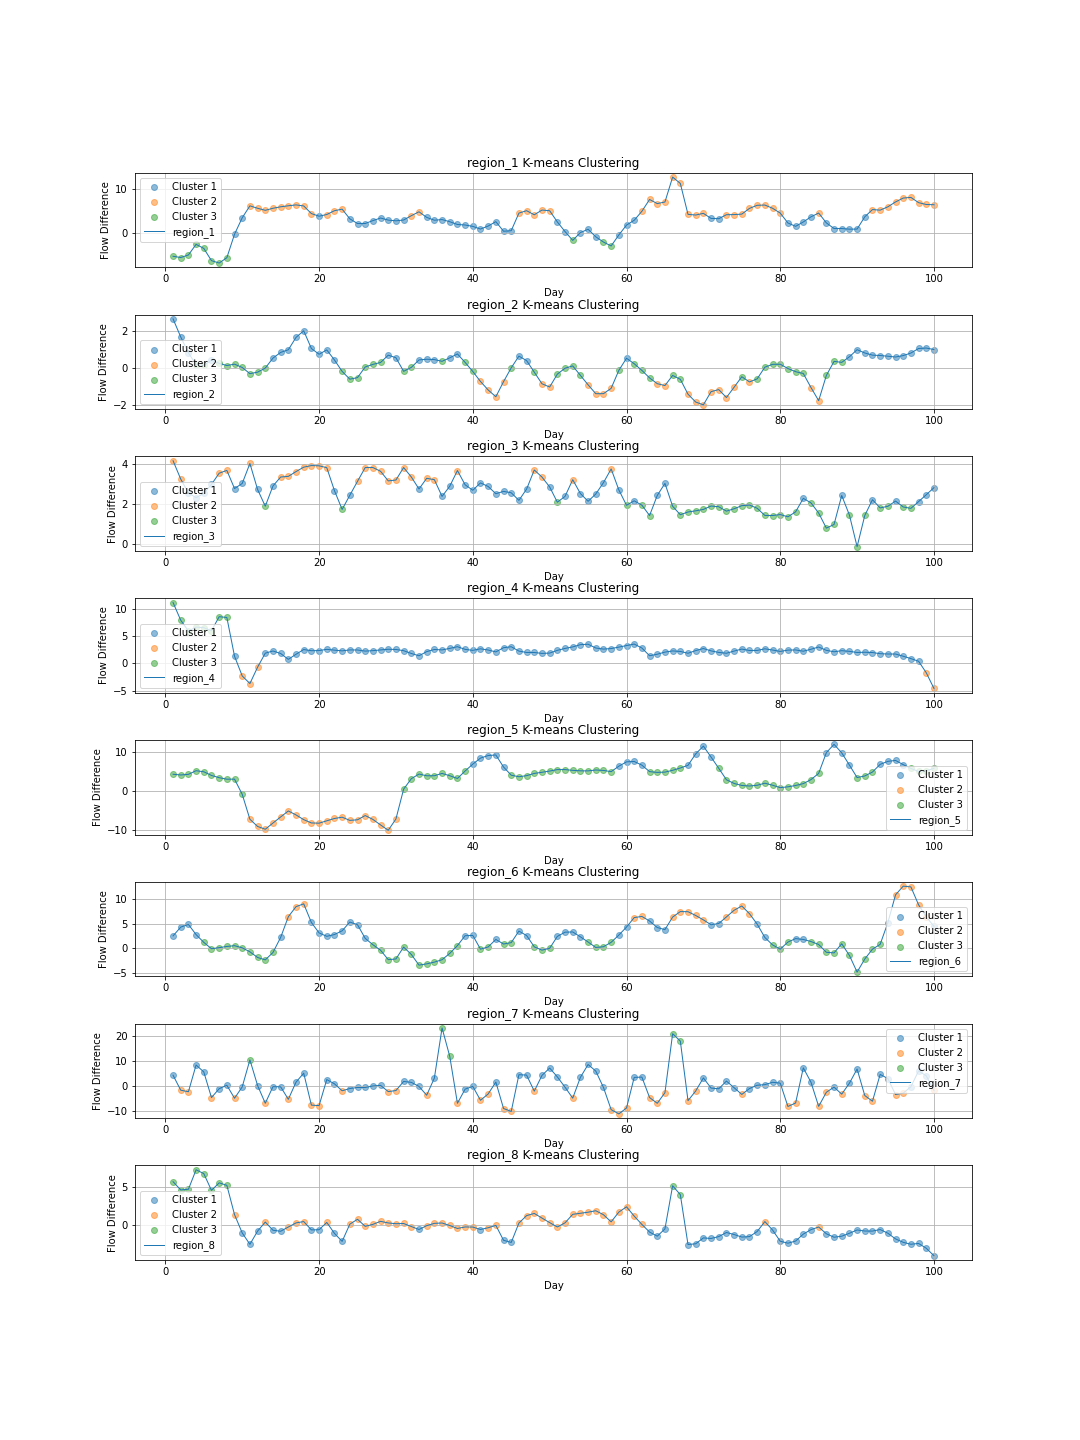 region_1 K-means Clustering
Flow Difference
10
0
Cluster 1
Cluster 2
Cluster 3
region_1
0 20 40 60 80 100
Day
region_2 K-means Clustering
Flow Difference
2
0
−2
Cluster 1
Cluster 2
Cluster 3
region_2
0 20 40 60 80 100
Day
region_3 K-means Clustering
Flow Difference
4
2
0
Cluster 1
Cluster 2
Cluster 3
region_3
0 20 40 60 80 100
Day
region_4 K-means Clustering
Flow Difference
10
5
0
−5
Cluster 1
Cluster 2
Cluster 3
region_4
0 20 40 60 80 100
Day
region_5 K-means Clustering
Flow Difference
10
0
−10
Cluster 1
Cluster 2
Cluster 3
region_5
0 20 40 60 80 100
Day
region_6 K-means Clustering
Flow Difference
10
5
0
−5
Cluster 1
Cluster 2
Cluster 3
region_6
0 20 40 60 80 100
Day
region_7 K-means Clustering
Flow Difference
20
10
0
−10
Cluster 1
Cluster 2
Cluster 3
region_7
0 20 40 60 80 100
Day
region_8 K-means Clustering
Flow Difference
5
0
Cluster 1
Cluster 2
Cluster 3
region_8
0 20 40 60 80 100
Day